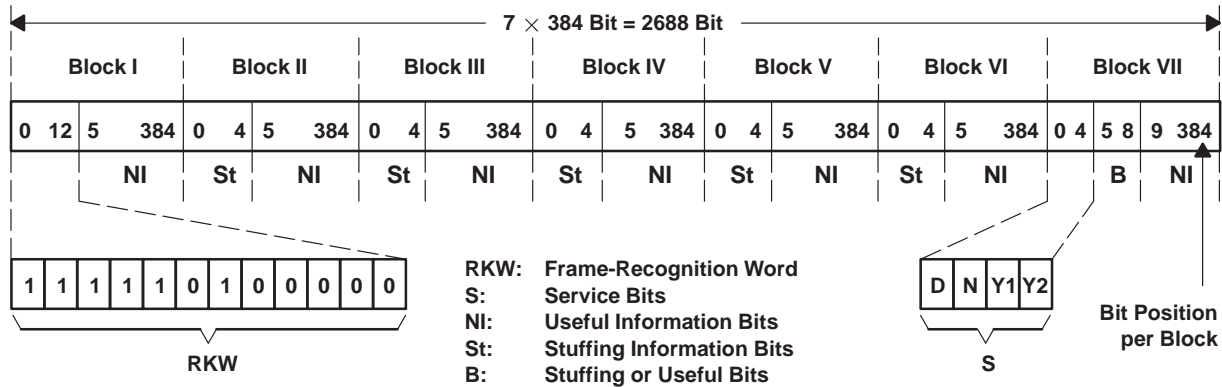 7 × 384 Bit = 2688 Bit
Block I Block II Block III Block IV Block V Block VI Block VII
0 12 5 384 0 4 5 384 0 4 5 384 0 4 5 384 0 4 5 384 0 4 5 384 0 4 5 8 9 384
NI St NI St NI St NI St NI St NI B NI
1 1 1 1 1 0 1 0 0 0 0 0
RKW
RKW: Frame-Recognition Word
S: Service Bits
NI: Useful Information Bits
St: Stuffing Information Bits
B: Stuffing or Useful Bits
D N Y1 Y2
S
Bit Position
per Block